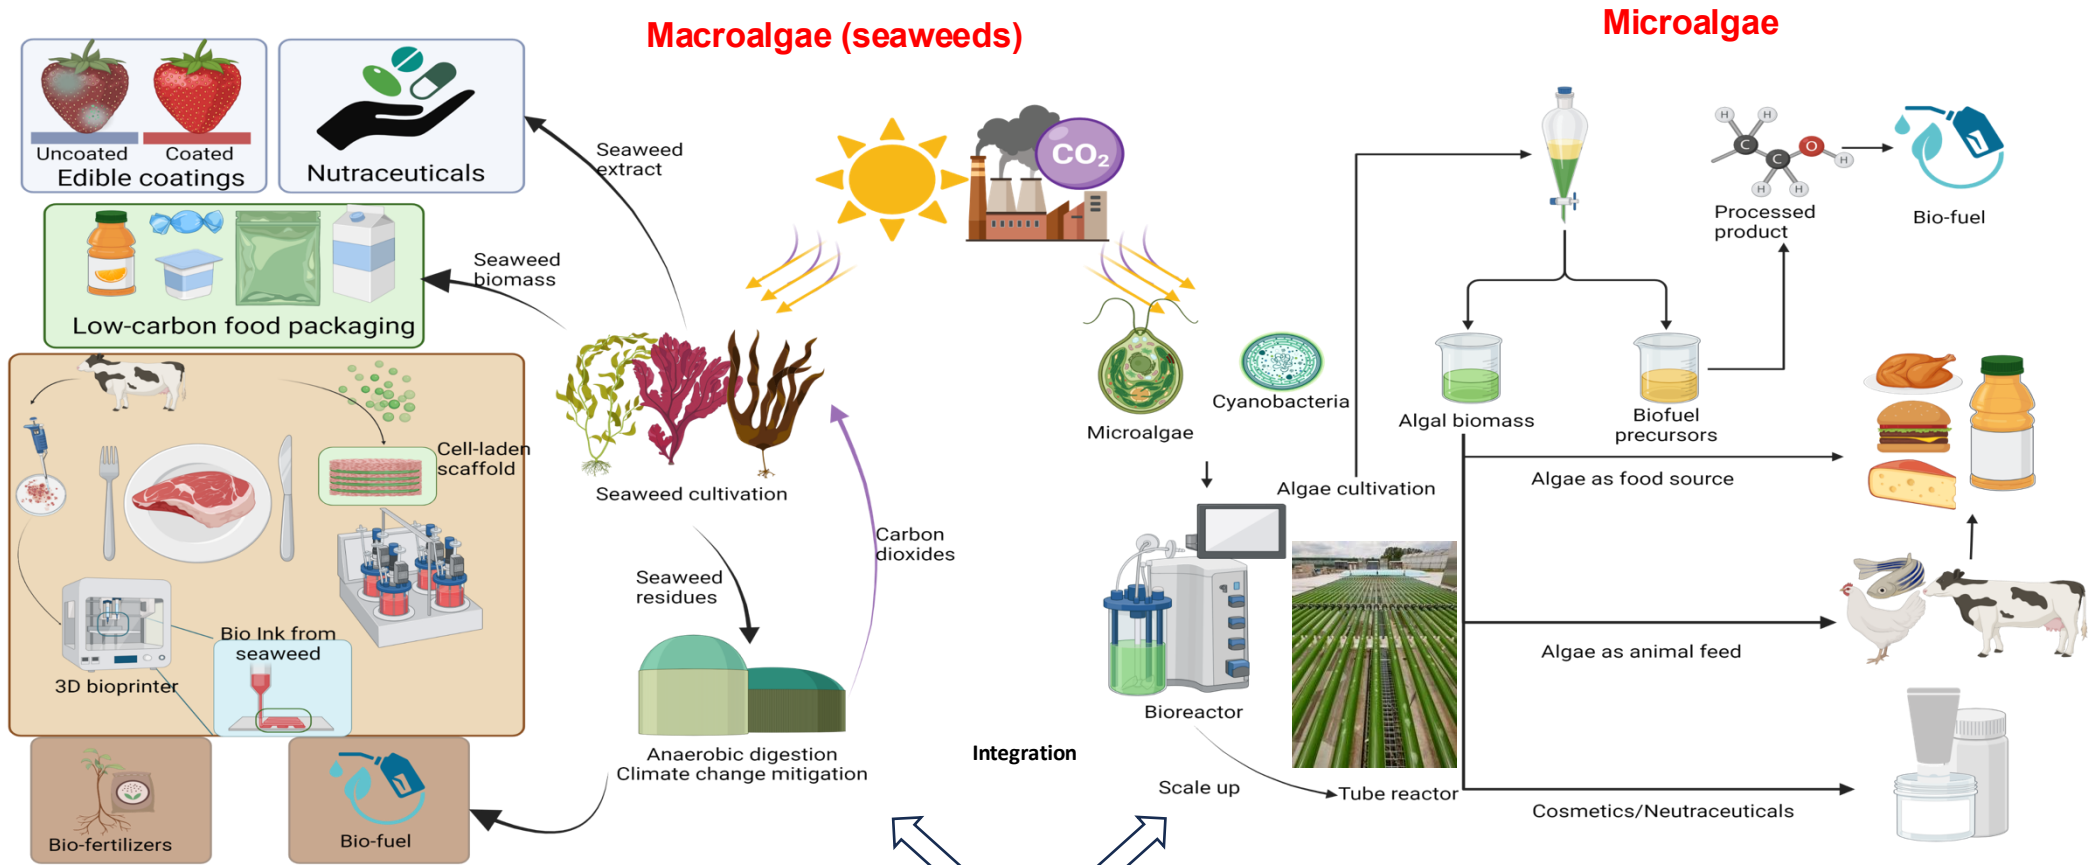 Macroalgae (seaweeds)
Microalgae
Uncoated
Coated
Edible coatings
Nutraceuticals
Seaweed
extract
CO₂
Seaweed
biomass
Low-carbon food packaging
Cell-laden
scaffold
3D bioprinter
Bio Ink from
seaweed
Bio-fertilizers
Bio-fuel
Seaweed cultivation
Seaweed
residues
Carbon
dioxides
Anaerobic digestion
Climate change mitigation
Integration
Microalgae
Cyanobacteria
Bioreactor
Scale up
Tube reactor
Algae cultivation
H
H
C
C
O
H
H
H
Processed
product
Bio-fuel
Algal biomass
Biofuel
precursors
Algae as food source
Algae as animal feed
Cosmetics/Neutraceuticals